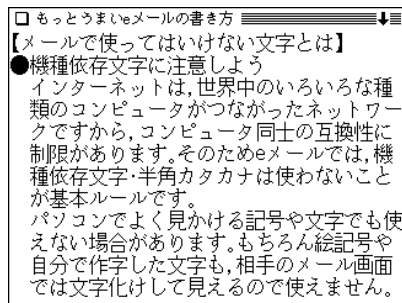 □ もっとうまいeメールの書き方
【メールで使ってはいけない文字とは】
●機種依存文字に注意しよう
インターネットは,世界中のいろいろな種
類のコンピュータがつながったネットワー
クですから,コンピュータ同士の互換性に
制限があります。そのためeメールでは,機
種依存文字・半角カタカナは使わないこと
が基本ルールです。
パソコンでよく見かける記号や文字でも使
えない場合があります。もちろん絵記号や
自分で作字した文字も,相手のメール画面
では文字化けして見えるので使えません。